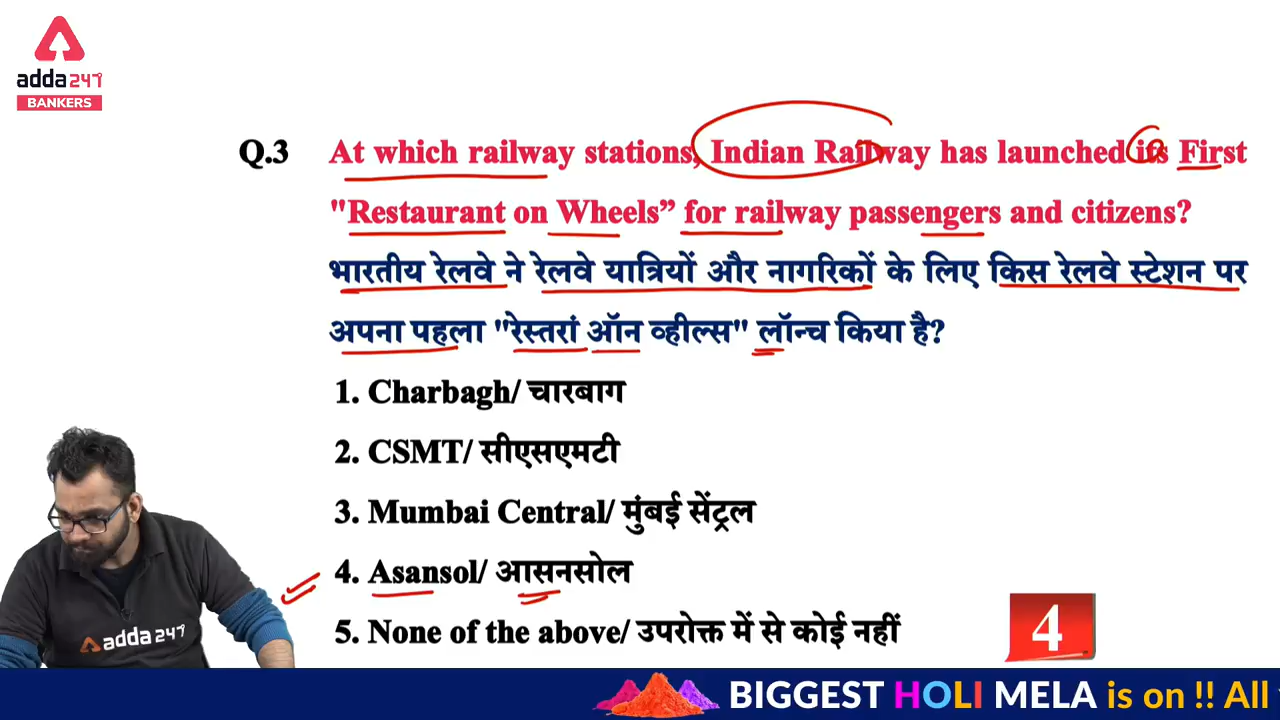 adda247
BANKERS
Q.3 At which railway stations, Indian Railway has launched its First
"Restaurant on Wheels” for railway passengers and citizens?
भारतीय रेलवे ने रेलवे यात्रियों और नागरिकों के लिए किस रेलवे स्टेशन पर
अपना पहला "रेस्तरां ऑन व्हील्स" लॉन्च किया है?
1. Charbagh/ चारबाग
2. CSMT/ सीएसएमटी
3. Mumbai Central/ मुंबई सेंट्रल
4. Asansol/ आसनसोल
5. None of the above/ उपरोक्त में से कोई नहीं
4
adda247
BIGGEST HOLI MELA is on !! All